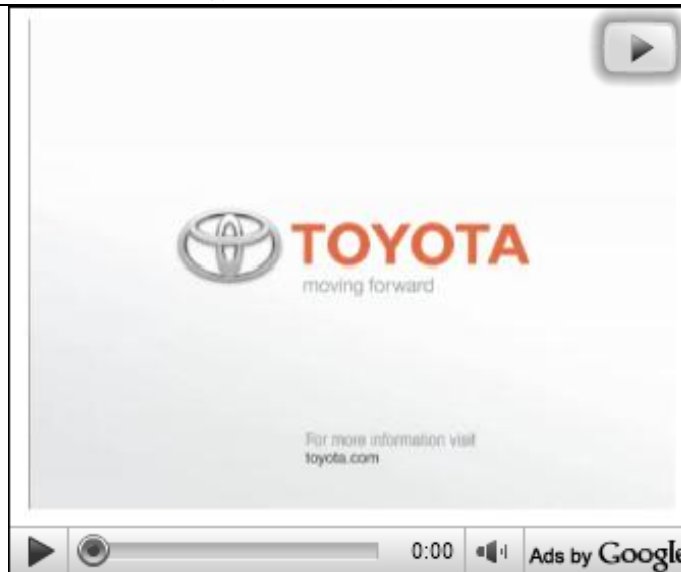 TOYOTA
moving forward
For more information visit
toyota.com
0:00
Ads by Google